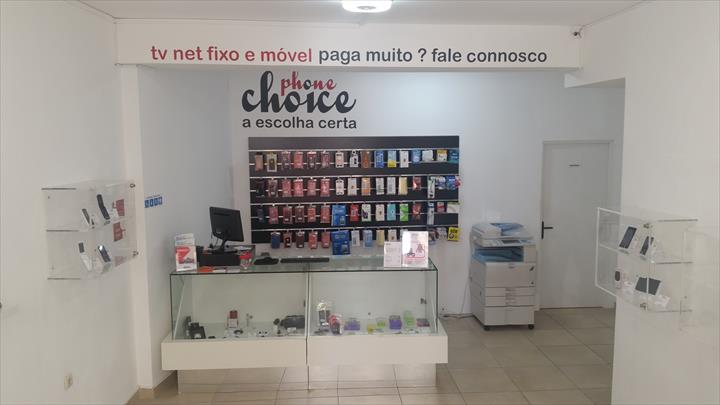 tv net fixo e móvel paga muito ? fale connosco
phone
choice
a escolha certa